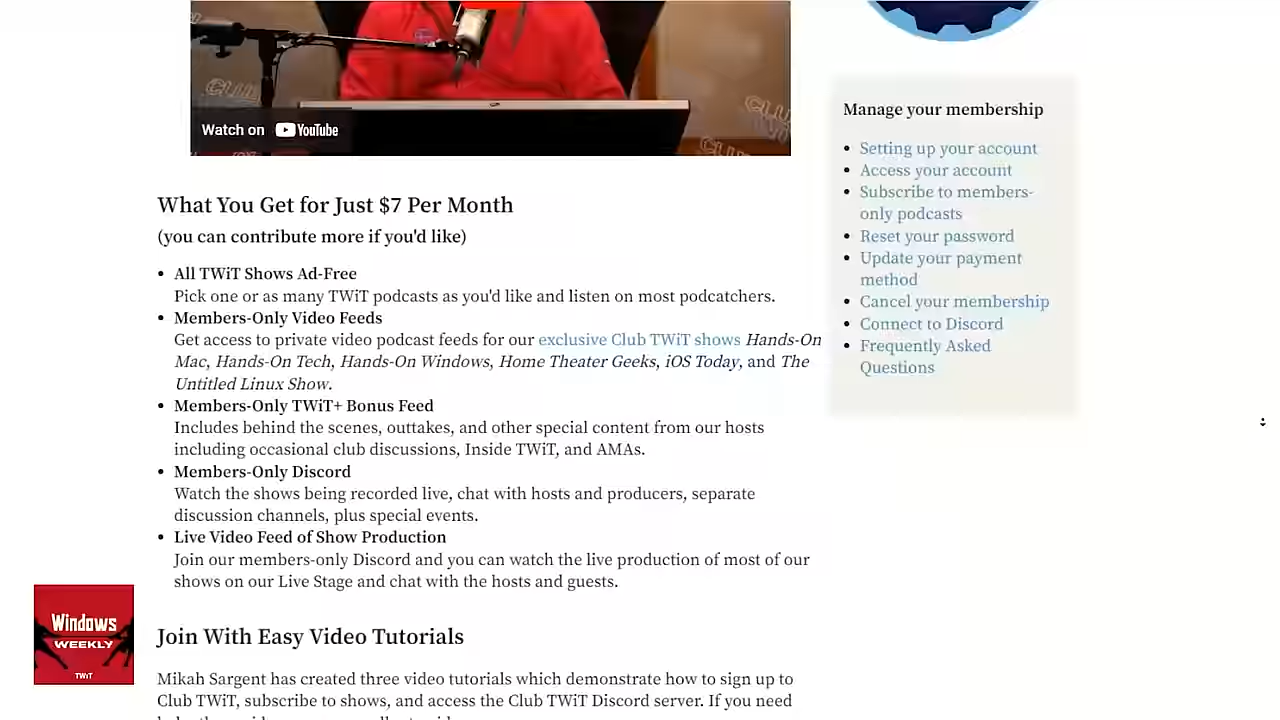 CLUB
CLUB
TWiT
CLUB
Watch on YouTube
What You Get for Just $7 Per Month
(you can contribute more if you'd like)
• All TWiT Shows Ad-Free
Pick one or as many TWiT podcasts as you'd like and listen on most podcatchers.
• Members-Only Video Feeds
Get access to private video podcast feeds for our exclusive Club TWiT shows Hands-On
Mac, Hands-On Tech, Hands-On Windows, Home Theater Geeks, iOS Today, and The
Untitled Linux Show.
• Members-Only TWiT+ Bonus Feed
Includes behind the scenes, outtakes, and other special content from our hosts
including occasional club discussions, Inside TWiT, and AMAs.
• Members-Only Discord
Watch the shows being recorded live, chat with hosts and producers, separate
discussion channels, plus special events.
• Live Video Feed of Show Production
Join our members-only Discord and you can watch the live production of most of our
shows on our Live Stage and chat with the hosts and guests.
Join With Easy Video Tutorials
Mikah Sargent has created three video tutorials which demonstrate how to sign up to
Club TWiT, subscribe to shows, and access the Club TWiT Discord server. If you need
Manage your membership
• Setting up your account
• Access your account
• Subscribe to members-
only podcasts
• Reset your password
• Update your payment
method
• Cancel your membership
• Connect to Discord
• Frequently Asked
Questions
Windows
WEEKLY
TWiT